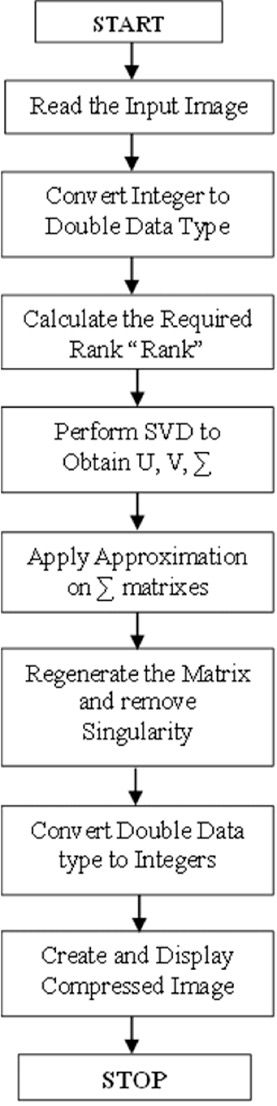 START
Read the Input Image
Convert Integer to
Double Data Type
Calculate the Required
Rank “Rank”
Perform SVD to
Obtain U, V, ∑
Apply Approximation
on ∑ matrixes
Regenerate the Matrix
and remove
Singularity
Convert Double Data
type to Integers
Create and Display
Compressed Image
STOP